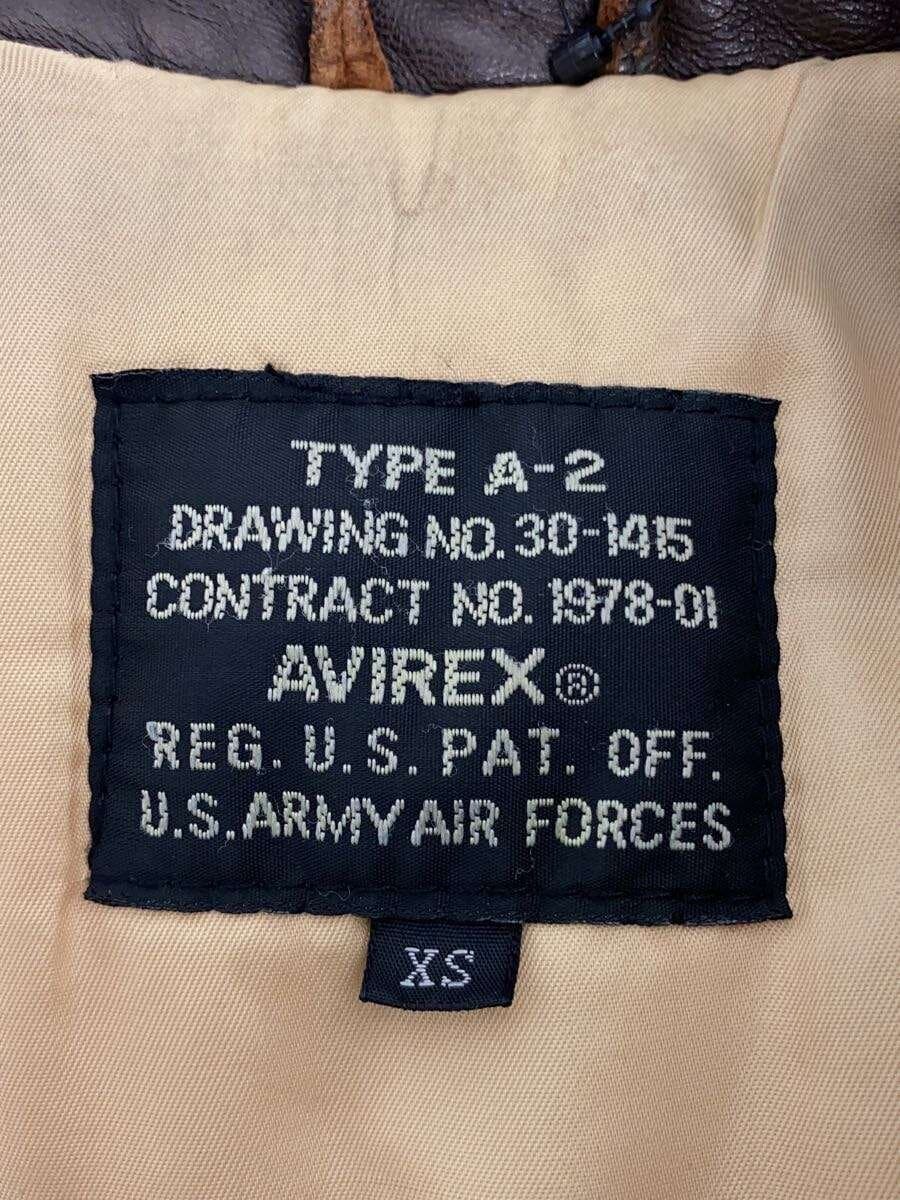 TYPE A-2
DRAWING NO. 30-1415
CONTRACT NO. 1978-01
AVIREX®
REG. U.S. PAT. OFF.
U.S. ARMY AIR FORCES
XS